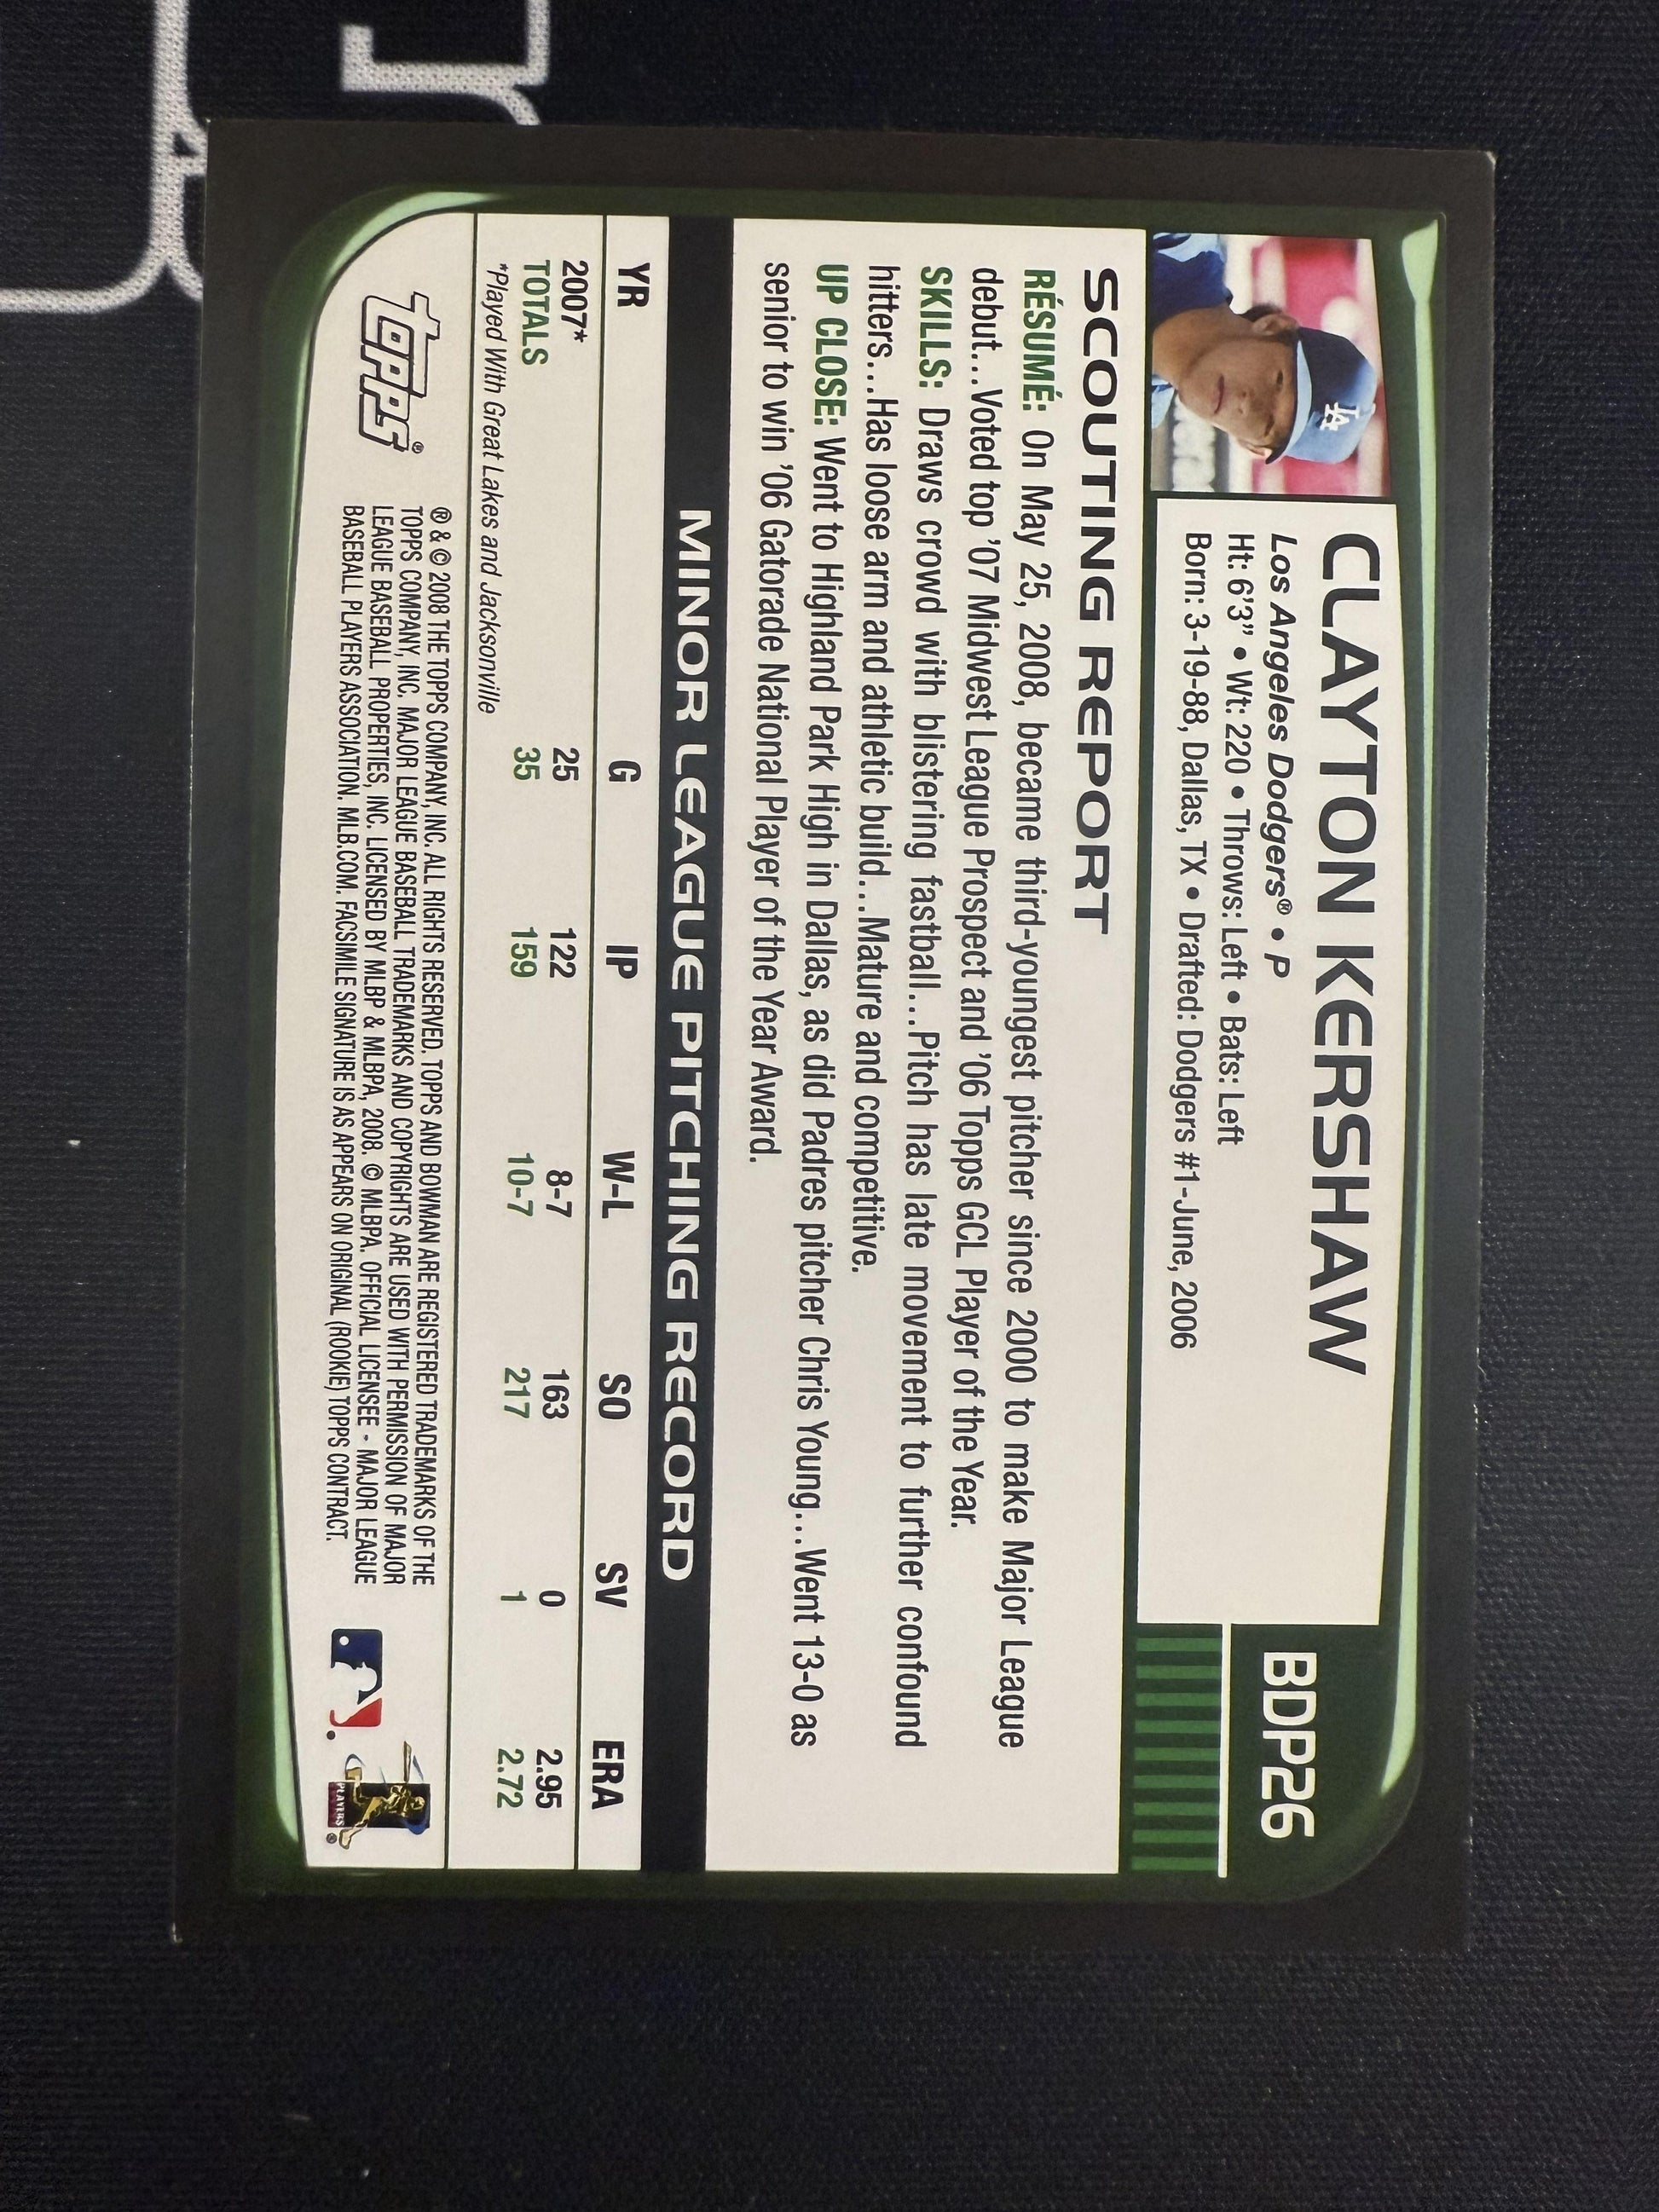 CLAYTON KERSHAW
Los Angeles Dodgers® • P
Ht: 6'3" • Wt: 220 • Throws: Left • Bats: Left
Born: 3-19-88, Dallas, TX • Drafted: Dodgers #1-June, 2006
BDP26
LA
SCOUTING REPORT
RÉSUMÉ: On May 25, 2008, became third-youngest pitcher since 2000 to make Major League
debut...Voted top '07 Midwest League Prospect and '06 Topps GCL Player of the Year.
SKILLS: Draws crowd with blistering fastball...Pitch has late movement to further confound
hitters...Has loose arm and athletic build...Mature and competitive.
UP CLOSE: Went to Highland Park High in Dallas, as did Padres pitcher Chris Young...Went 13-0 as
senior to win '06 Gatorade National Player of the Year Award.
MINOR LEAGUE PITCHING RECORD
YR G IP W-L SO SV ERA
2007* 25 122 8-7 163 0 2.95
TOTALS 35 159 10-7 217 1 2.72
*Played With Great Lakes and Jacksonville
topps®
® & © 2008 THE TOPPS COMPANY, INC. ALL RIGHTS RESERVED. TOPPS AND BOWMAN ARE REGISTERED TRADEMARKS OF THE
TOPPS COMPANY, INC. MAJOR LEAGUE BASEBALL TRADEMARKS AND COPYRIGHTS ARE USED WITH PERMISSION OF MAJOR
LEAGUE BASEBALL PROPERTIES, INC. LICENSED BY MLBP & MLBPA, 2008. © MLBPA. OFFICIAL LICENSEE - MAJOR LEAGUE
BASEBALL PLAYERS ASSOCIATION. MLB.COM. FACSIMILE SIGNATURE IS AS APPEARS ON ORIGINAL (ROOKIE) TOPPS CONTRACT.
PLAYERS
®